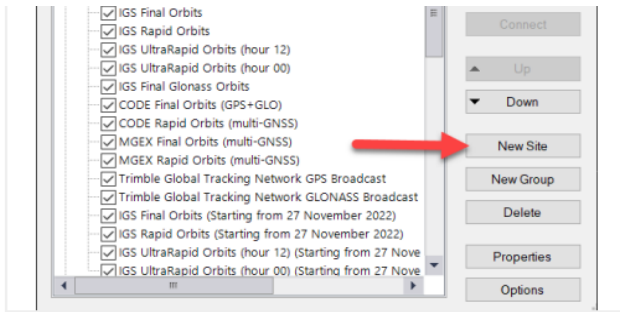 IGS Final Orbits
IGS Rapid Orbits
IGS UltraRapid Orbits (hour 12)
IGS UltraRapid Orbits (hour 00)
IGS Final Glonass Orbits
CODE Final Orbits (GPS+GLO)
CODE Rapid Orbits (multi-GNSS)
MGEX Final Orbits (multi-GNSS)
MGEX Rapid Orbits (multi-GNSS)
Trimble Global Tracking Network GPS Broadcast
Trimble Global Tracking Network GLONASS Broadcast
IGS Final Orbits (Starting from 27 November 2022)
IGS Rapid Orbits (Starting from 27 November 2022)
IGS UltraRapid Orbits (hour 12) (Starting from 27 Nove
IGS UltraRapid Orbits (hour 00) (Starting from 27 Nove
Connect
Up
Down
New Site
New Group
Delete
Properties
Options